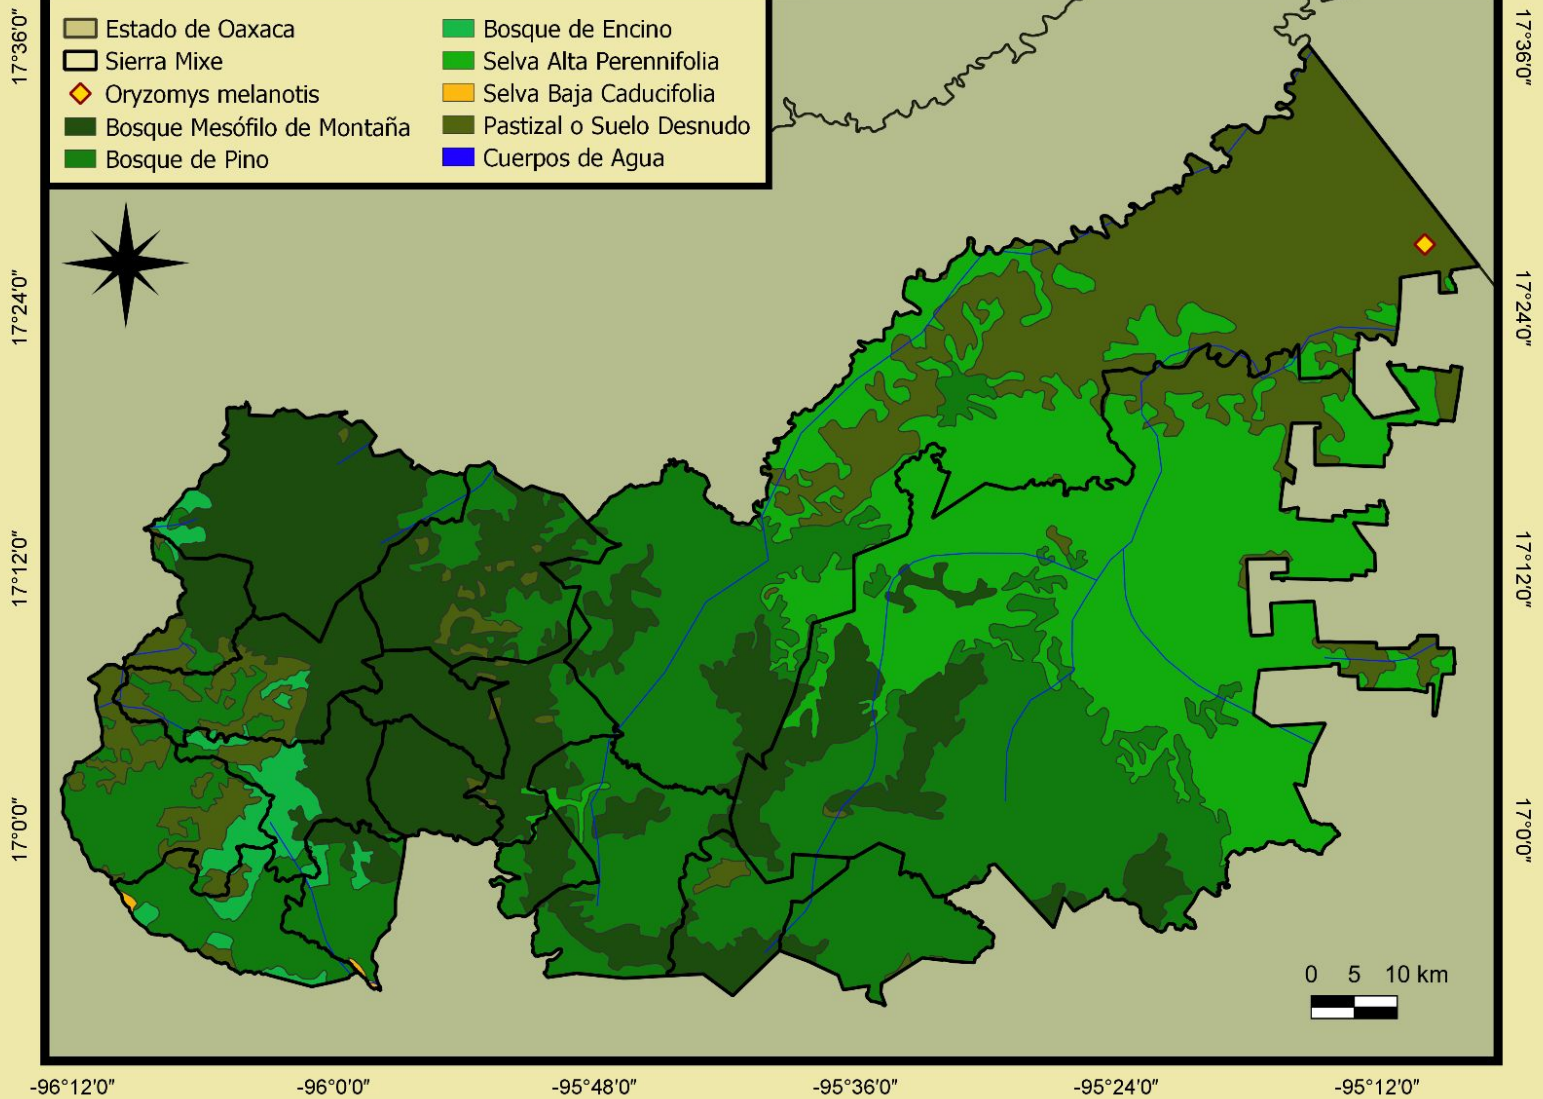 Estado de Oaxaca
Sierra Mixe
Oryzomys melanotis
Bosque Mesófilo de Montaña
Bosque de Pino
Bosque de Encino
Selva Alta Perennifolia
Selva Baja Caducifolia
Pastizal o Suelo Desnudo
Cuerpos de Agua
17°36'0"
17°24'0"
17°12'0"
17°0'0"
17°36'0"
17°24'0"
17°12'0"
17°0'0"
0 5 10 km
-96°12'0" -96°0'0" -95°48'0" -95°36'0" -95°24'0" -95°12'0"